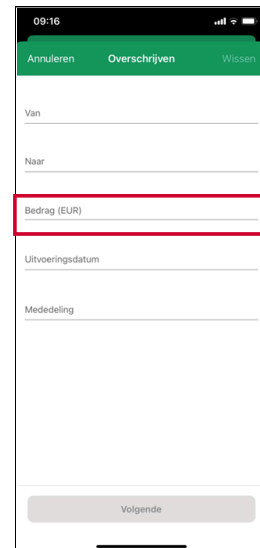 09:16
Annuleren Overschrijven Wissen
Van
Naar
Bedrag (EUR)
Uitvoeringsdatum
Mededeling
Volgende